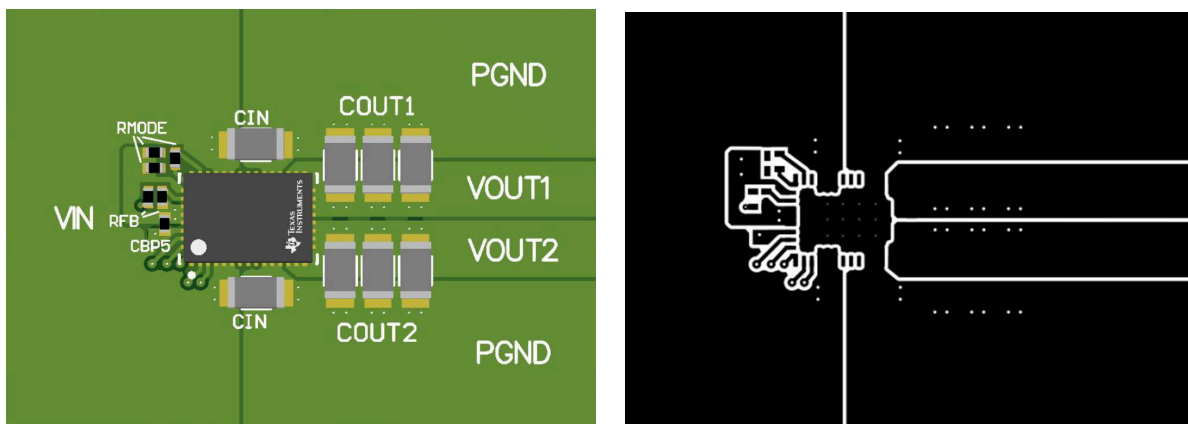 PGND
COUT1
CIN
RMODE
VOUT1
VIN
RFB
TEXAS
INSTRUMENTS
CBP5
VOUT2
CIN
COUT2
PGND